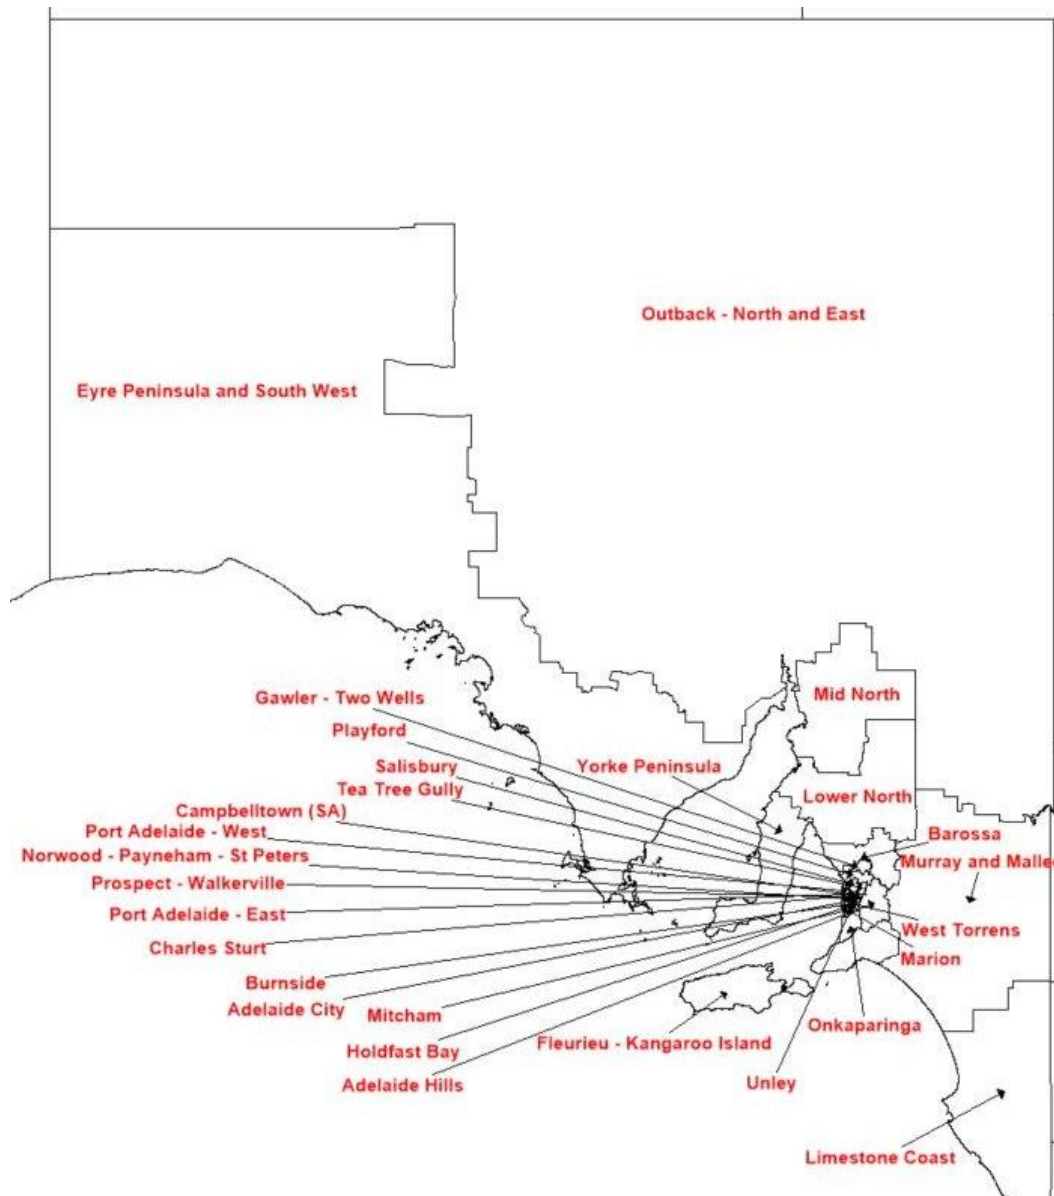 Outback - North and East
Eyre Peninsula and South West
Gawler - Two Wells
Mid North
Playford
Salisbury
Yorke Peninsula
Tea Tree Gully
Lower North
Campbelltown (SA)
Port Adelaide - West
Barossa
Norwood - Payneham - St Peters
Murray and Mallee
Prospect - Walkerville
Port Adelaide - East
West Torrens
Charles Sturt
Marion
Burnside
Adelaide City
Mitcham
Onkaparinga
Holdfast Bay
Fleurieu - Kangaroo Island
Adelaide Hills
Unley
Limestone Coast